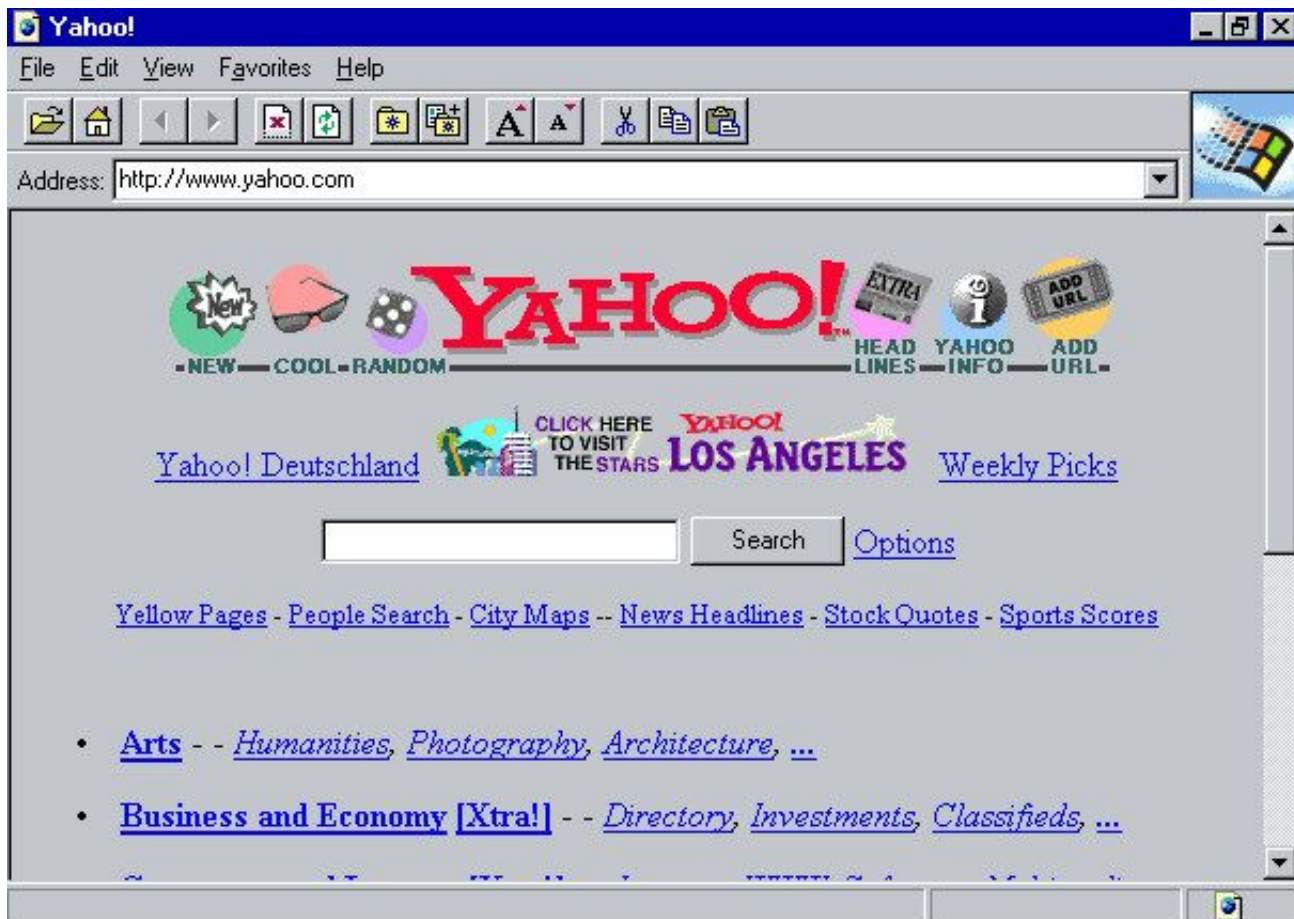 Yahoo!
File Edit View Favorites Help
Address: http://www.yahoo.com
New EXTRA i ADD URL
YAHOO!™
NEW COOL RANDOM HEAD LINES YAHOO INFO ADD URL
Yahoo! Deutschland CLICK HERE TO VISIT THE STARS YAHOO! LOS ANGELES Weekly Picks
Search Options
Yellow Pages - People Search - City Maps -- News Headlines - Stock Quotes - Sports Scores
• Arts - - Humanities, Photography, Architecture, ...
• Business and Economy [Xtra!] - - Directory, Investments, Classifieds, ...